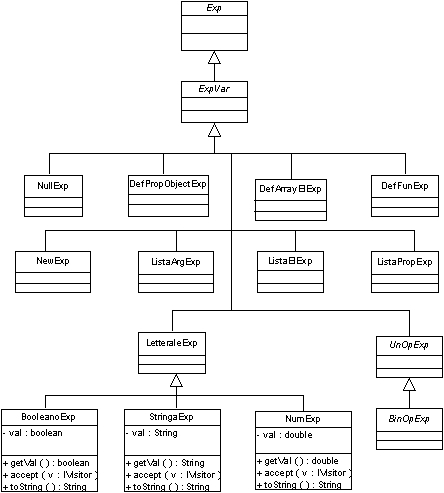 Exp
ExpVar
NullExp
DefPropObjectExp
DefArrayElExp
DefFunExp
NewExp
ListaArgExp
ListaElExp
ListaPropExp
LetteraleExp
UnOpExp
BooleanoExp
- val : boolean
+ getVal ( ) : boolean
+ accept ( v : IVisitor )
+ toString ( ) : String
StringaExp
- val : String
+ getVal ( ) : String
+ accept ( v : IVisitor )
+ toString ( ) : String
NumExp
- val : double
+ getVal ( ) : double
+ accept ( v : IVisitor )
+ toString ( ) : String
BinOpExp